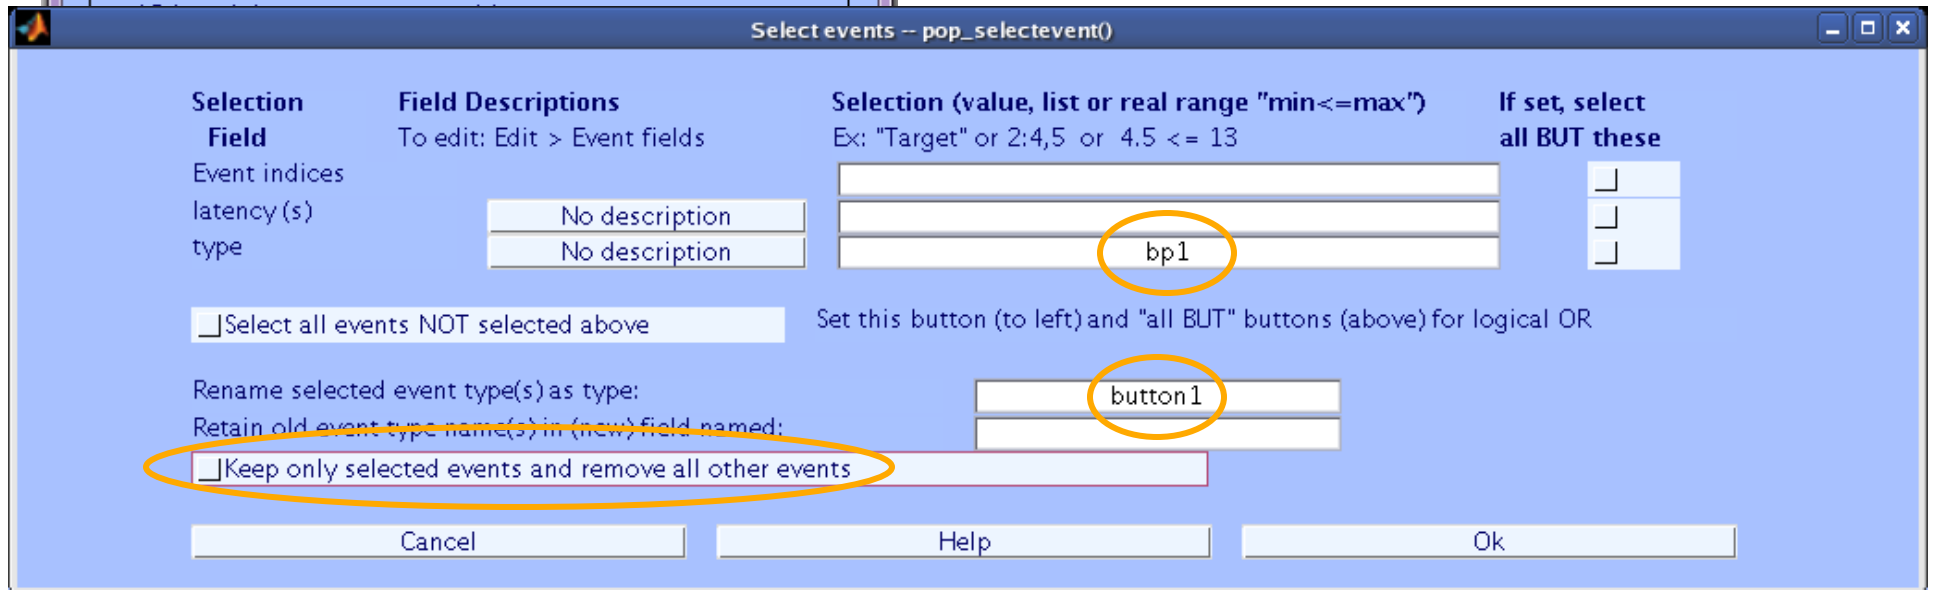 Select events -- pop_selectevent()
Selection Field Descriptions Selection (value, list or real range "min<=max") If set, select
Field To edit: Edit > Event fields Ex: "Target" or 2:4,5 or 4.5 <= 13 all BUT these
Event indices
latency (s) No description
type No description bp1
Select all events NOT selected above Set this button (to left) and "all BUT" buttons (above) for logical OR
Rename selected event type(s) as type: button1
Retain old event type name(s) in (new) field named:
Keep only selected events and remove all other events
Cancel Help Ok